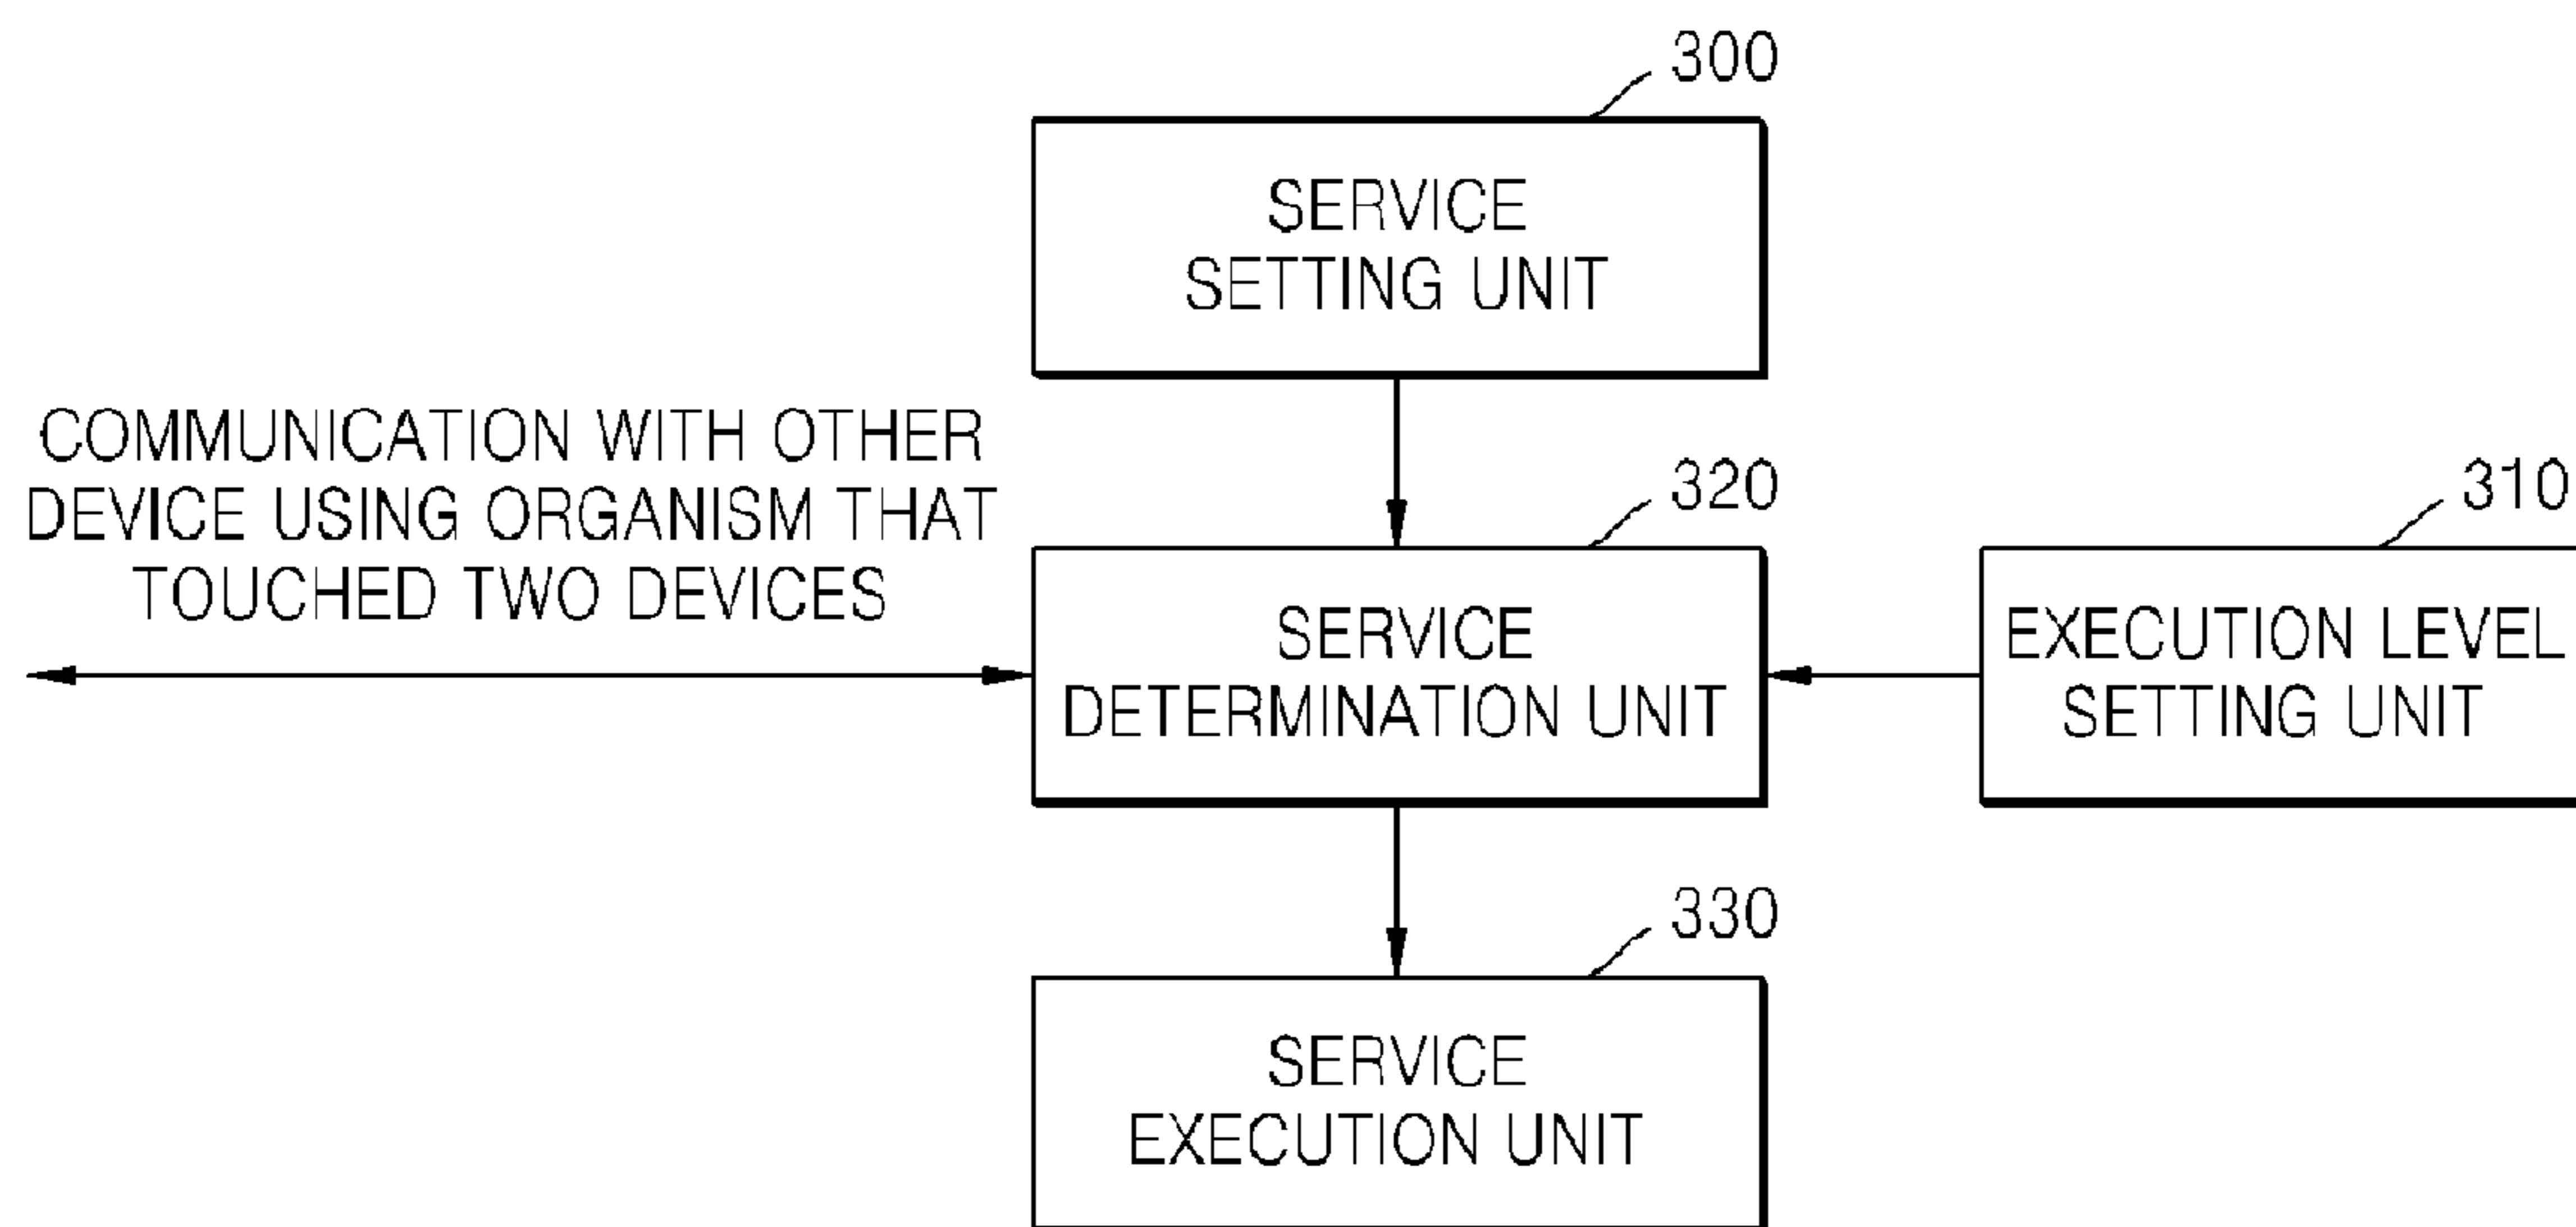 300
SERVICE
SETTING UNIT
COMMUNICATION WITH OTHER
DEVICE USING ORGANISM THAT
TOUCHED TWO DEVICES
320
SERVICE
DETERMINATION UNIT
310
EXECUTION LEVEL
SETTING UNIT
330
SERVICE
EXECUTION UNIT